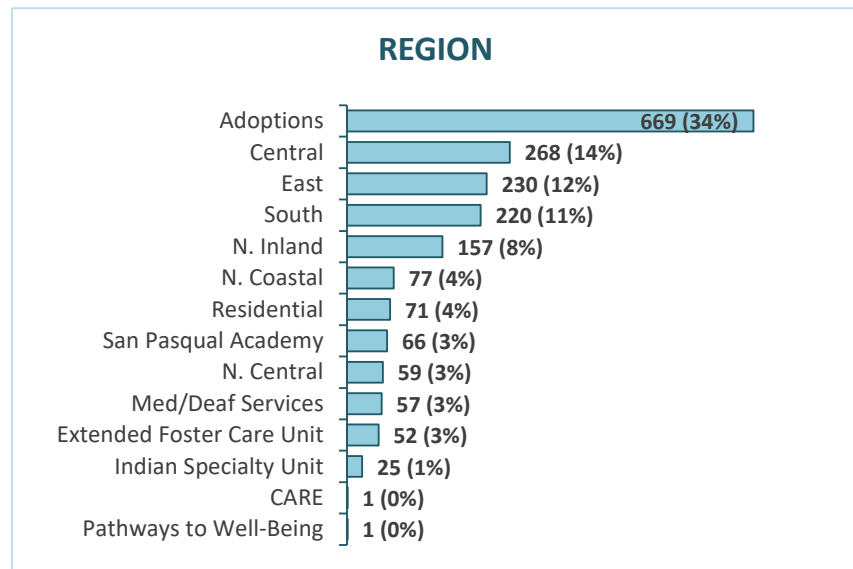 REGION
Adoptions 669 (34%)
Central 268 (14%)
East 230 (12%)
South 220 (11%)
N. Inland 157 (8%)
N. Coastal 77 (4%)
Residential 71 (4%)
San Pasqual Academy 66 (3%)
N. Central 59 (3%)
Med/Deaf Services 57 (3%)
Extended Foster Care Unit 52 (3%)
Indian Specialty Unit 25 (1%)
CARE 1 (0%)
Pathways to Well-Being 1 (0%)